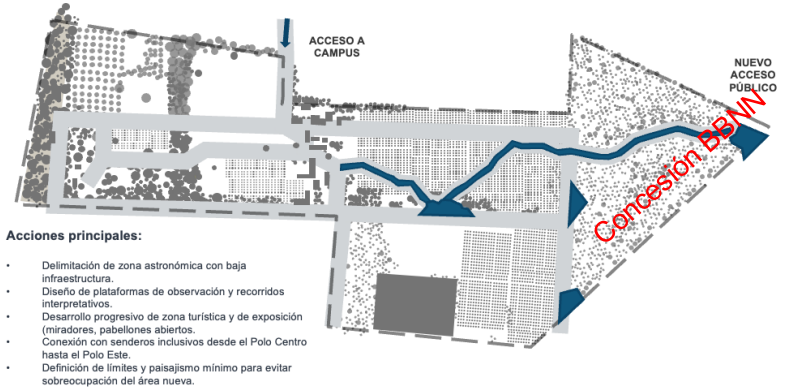 ACCESO A
CAMPUS
NUEVO
ACCESO
PÚBLICO
Concesión BBNN
Acciones principales:
• Delimitación de zona astronómica con baja
infraestructura.
• Diseño de plataformas de observación y recorridos
interpretativos.
• Desarrollo progresivo de zona turística y de exposición
(miradores, pabellones abiertos.
• Conexión con senderos inclusivos desde el Polo Centro
hasta el Polo Este.
• Definición de límites y paisajismo mínimo para evitar
sobreocupación del área nueva.